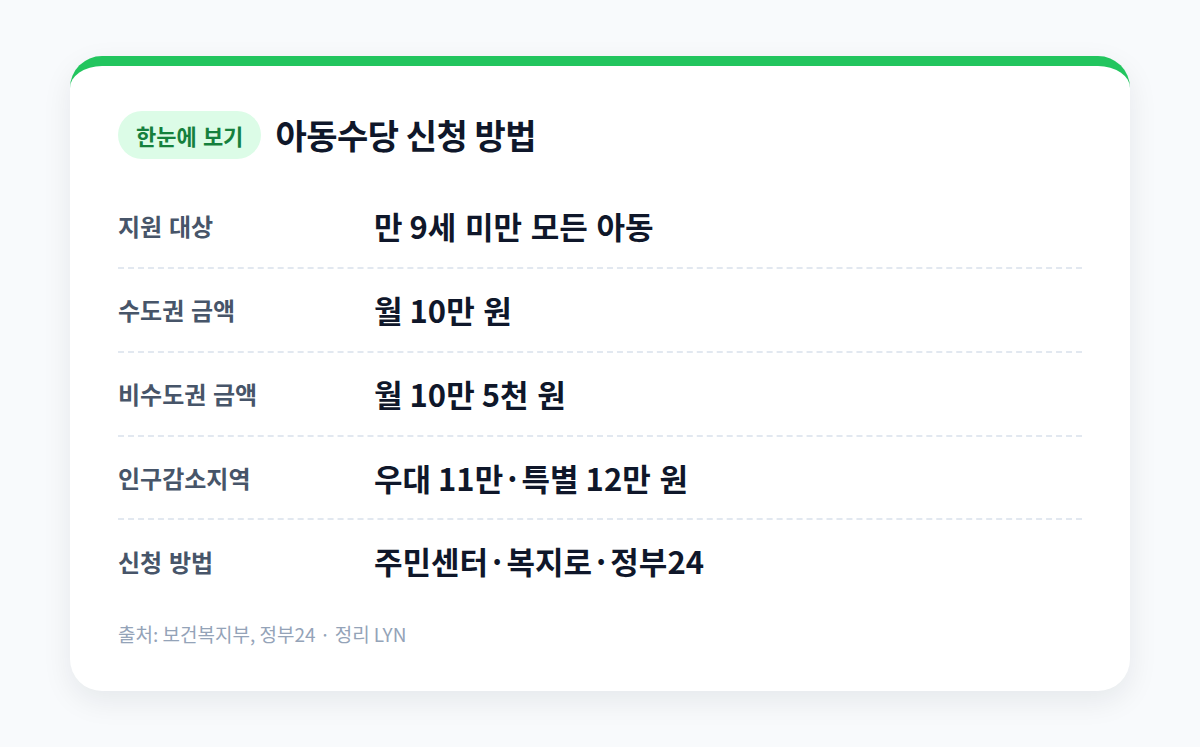 한눈에 보기 아동수당 신청 방법
지원 대상 만 9세 미만 모든 아동
수도권 금액 월 10만 원
비수도권 금액 월 10만 5천 원
인구감소지역 우대 11만·특별 12만 원
신청 방법 주민센터·복지로·정부24
출처: 보건복지부, 정부24 · 정리 LYN